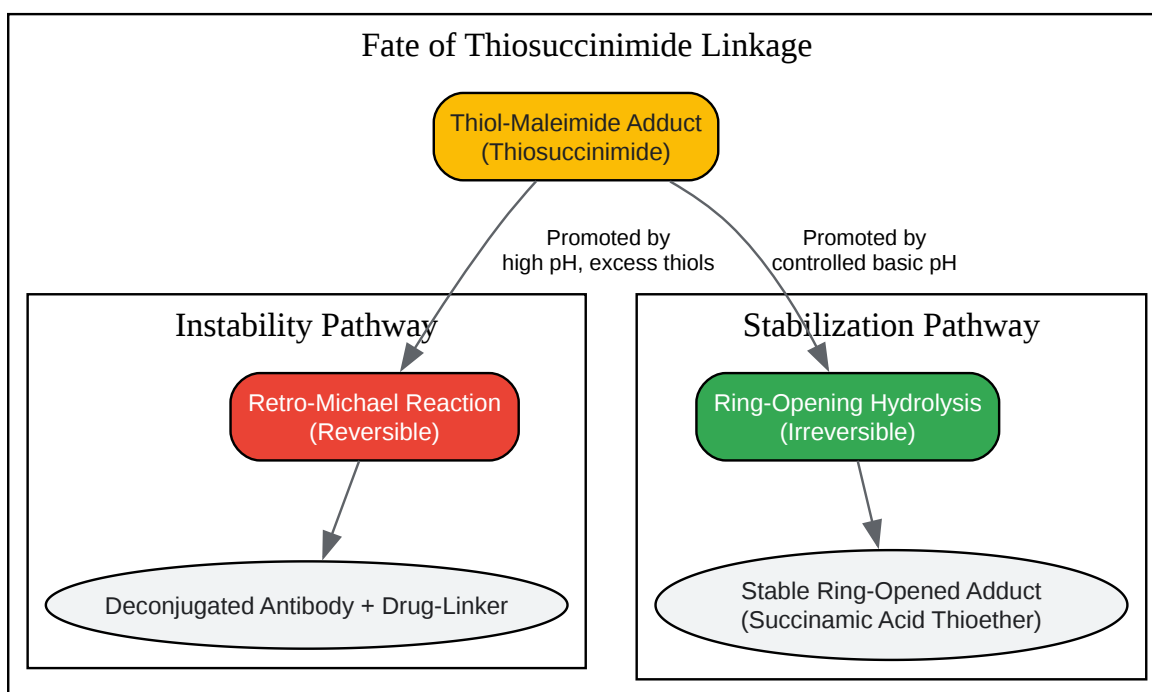 Fate of Thiosuccinimide Linkage
Thiol-Maleimide Adduct
(Thiosuccinimide)
Promoted by
high pH, excess thiols
Promoted by
controlled basic pH
Instability Pathway
Retro-Michael Reaction
(Reversible)
Deconjugated Antibody + Drug-Linker
Stabilization Pathway
Ring-Opening Hydrolysis
(Irreversible)
Stable Ring-Opened Adduct
(Succinamic Acid Thioether)